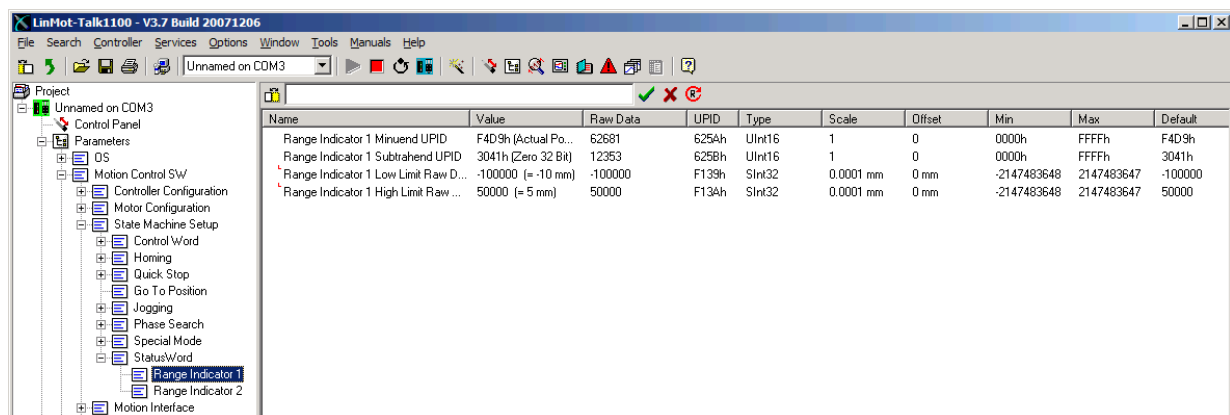 LinMot-Talk1100 - V3.7 Build 20071206
File Search Controller Services Options Window Tools Manuals Help
Unnamed on COM3
Project
Unnamed on COM3
Control Panel
Parameters
OS
Motion Control SW
Controller Configuration
Motor Configuration
State Machine Setup
Control Word
Homing
Quick Stop
Go To Position
Jogging
Phase Search
Special Mode
StatusWord
Range Indicator 1
Range Indicator 2
Motion Interface
Name Value Raw Data UPID Type Scale Offset Min Max Default
Range Indicator 1 Minuend UPID F4D9h (Actual Po... 62681 625Ah UInt16 1 0 0000h FFFFh F4D9h
Range Indicator 1 Subtrahend UPID 3041h (Zero 32 Bit) 12353 625Bh UInt16 1 0 0000h FFFFh 3041h
Range Indicator 1 Low Limit Raw D... -100000 (= -10 mm) -100000 F139h SInt32 0.0001 mm 0 mm -2147483648 2147483647 -100000
Range Indicator 1 High Limit Raw ... 50000 (= 5 mm) 50000 F13Ah SInt32 0.0001 mm 0 mm -2147483648 2147483647 50000